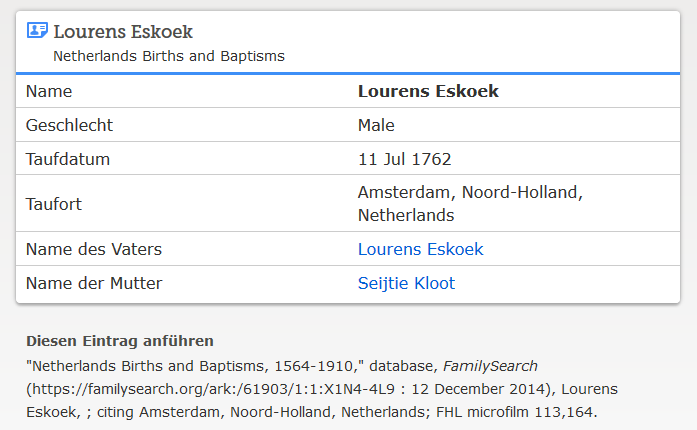 Lourens Eskoek
Netherlands Births and Baptisms
Name Lourens Eskoek
Geschlecht Male
Taufdatum 11 Jul 1762
Taufort Amsterdam, Noord-Holland,
Netherlands
Name des Vaters Lourens Eskoek
Name der Mutter Seijtie Kloot
Diesen Eintrag anführen
"Netherlands Births and Baptisms, 1564-1910," database, FamilySearch
(https://familysearch.org/ark:/61903/1:1:X1N4-4L9 : 12 December 2014), Lourens
Eskoek, ; citing Amsterdam, Noord-Holland, Netherlands; FHL microfilm 113,164.